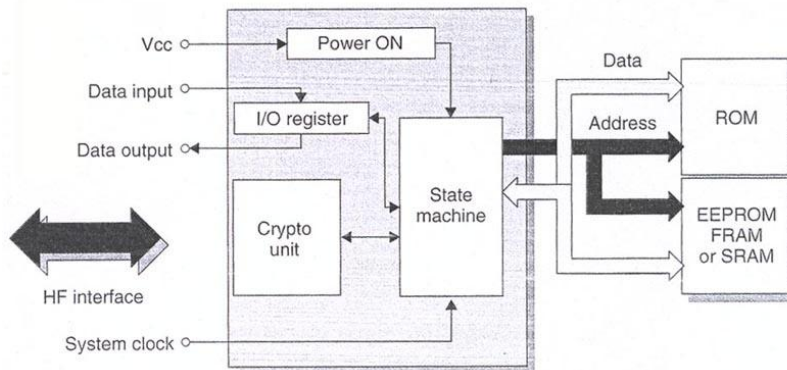 Vcc
Power ON
Data input
I/O register
Data output
State
machine
Crypto
unit
HF interface
System clock
Data
Address
ROM
EEPROM
FRAM
or SRAM